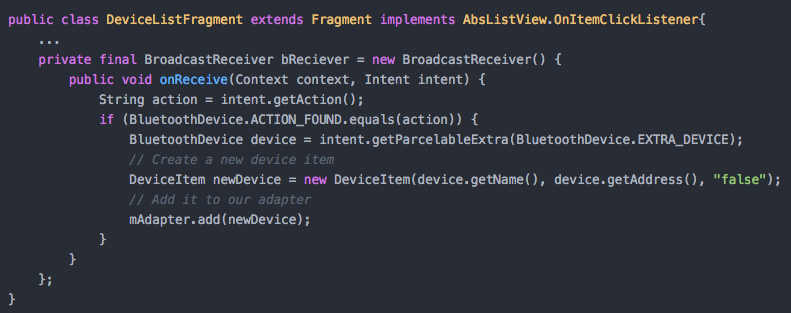 public class DeviceListFragment extends Fragment implements AbsListView.OnItemClickListener{
    ...
    private final BroadcastReceiver bReciever = new BroadcastReceiver() {
        public void onReceive(Context context, Intent intent) {
            String action = intent.getAction();
            if (BluetoothDevice.ACTION_FOUND.equals(action)) {
                BluetoothDevice device = intent.getParcelableExtra(BluetoothDevice.EXTRA_DEVICE);
                // Create a new device item
                DeviceItem newDevice = new DeviceItem(device.getName(), device.getAddress(), "false");
                // Add it to our adapter
                mAdapter.add(newDevice);
            }
        }
    };
}